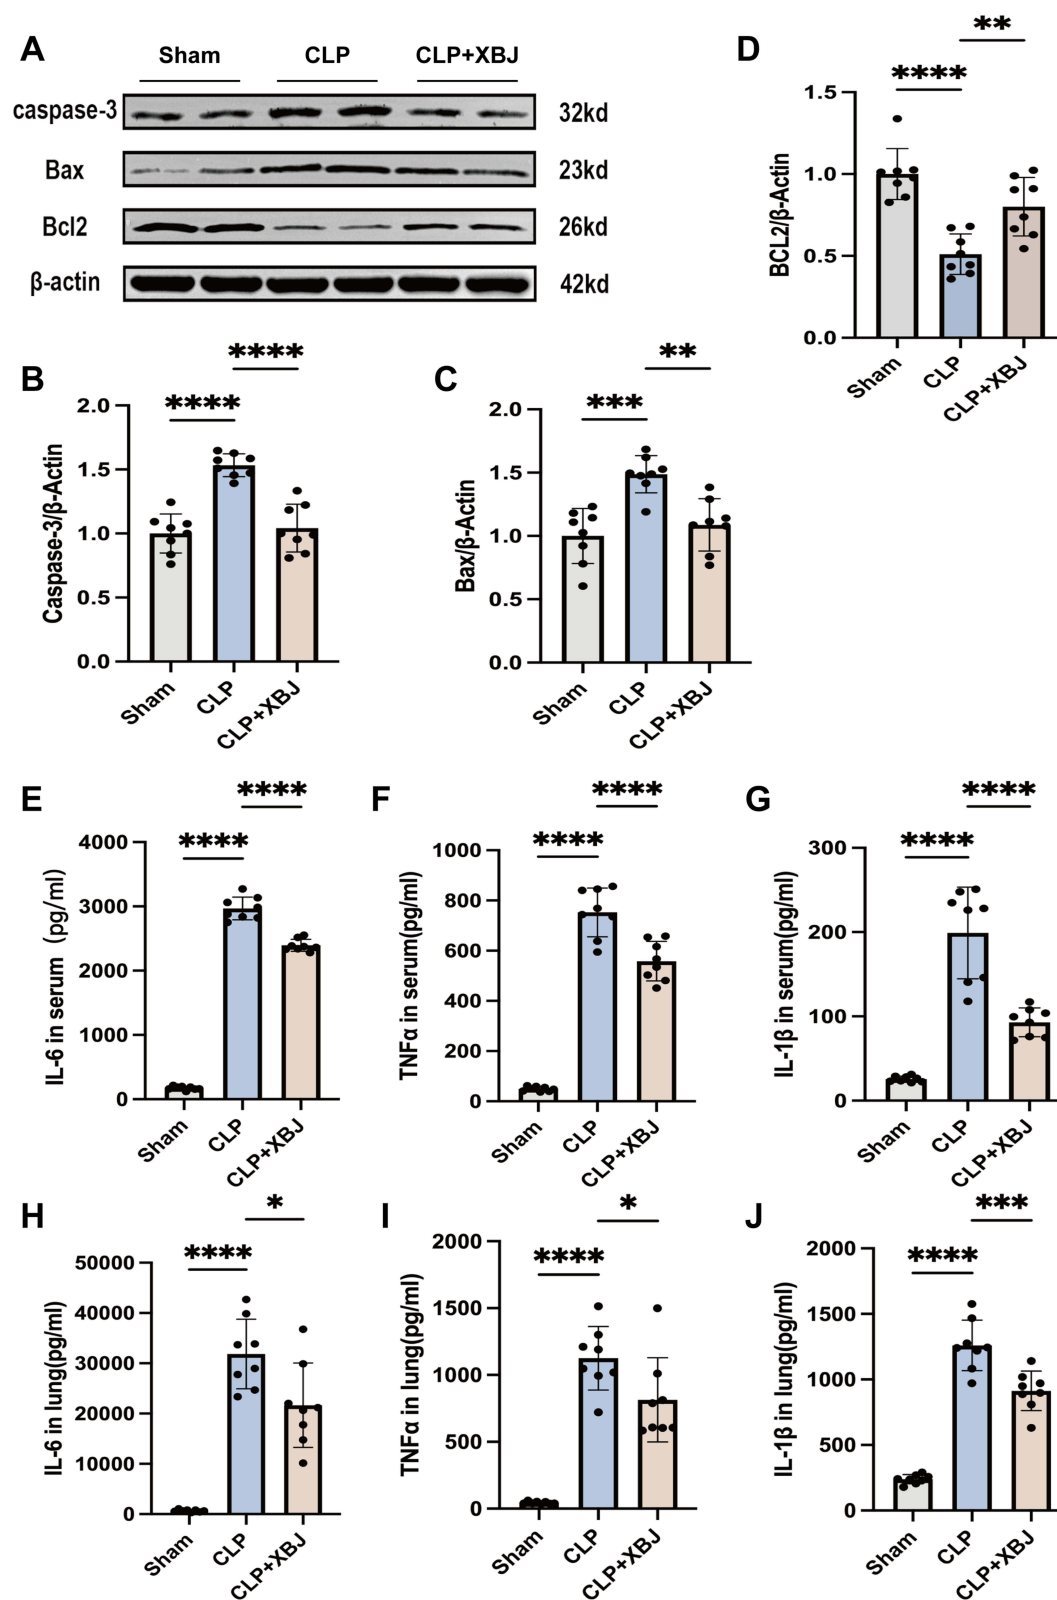 A
Sham CLP CLP+XBJ
caspase-3 32kd
Bax 23kd
Bcl2 26kd
β-actin 42kd
D
**
****
BCL2/β-Actin
1.5
1.0
0.5
0.0
Sham CLP CLP+XBJ
B
****
****
Caspase-3/β-Actin
2.0
1.5
1.0
0.5
0.0
Sham CLP CLP+XBJ
C
**
***
Bax/β-Actin
2.0
1.5
1.0
0.5
0.0
Sham CLP CLP+XBJ
E
****
****
IL-6 in serum (pg/ml)
4000
3000
2000
1000
0
Sham CLP CLP+XBJ
F
****
****
TNFα in serum(pg/ml)
1000
800
600
400
200
0
Sham CLP CLP+XBJ
G
****
****
IL-1β in serum(pg/ml)
300
200
100
0
Sham CLP CLP+XBJ
H
*
****
IL-6 in lung(pg/ml)
50000
40000
30000
20000
10000
0
Sham CLP CLP+XBJ
I
*
****
TNFα in lung(pg/ml)
2000
1500
1000
500
0
Sham CLP CLP+XBJ
J
***
****
IL-1β in lung(pg/ml)
2000
1500
1000
500
0
Sham CLP CLP+XBJ